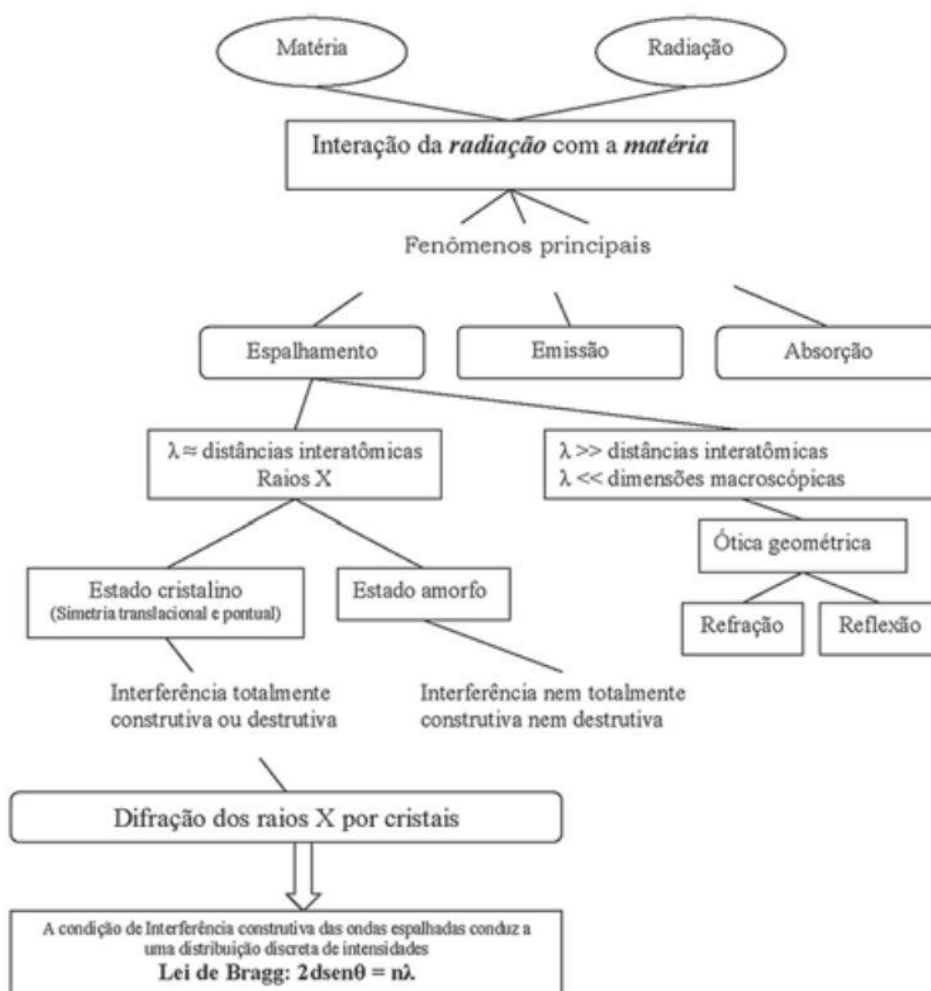 Matéria
Radiação
Interação da radiação com a matéria
Fenômenos principais
Espalhamento
Emissão
Absorção
λ ≈ distâncias interatômicas
Raios X
λ >> distâncias interatômicas
λ << dimensões macroscópicas
Ótica geométrica
Estado cristalino
(Simetria translacional e pontual)
Estado amorfo
Refração
Reflexão
Interferência totalmente
construtiva ou destrutiva
Interferência nem totalmente
construtiva nem destrutiva
Difração dos raios X por cristais
A condição de Interferência construtiva das ondas espalhadas conduz a
uma distribuição discreta de intensidades
Lei de Bragg: 2dsenθ = nλ